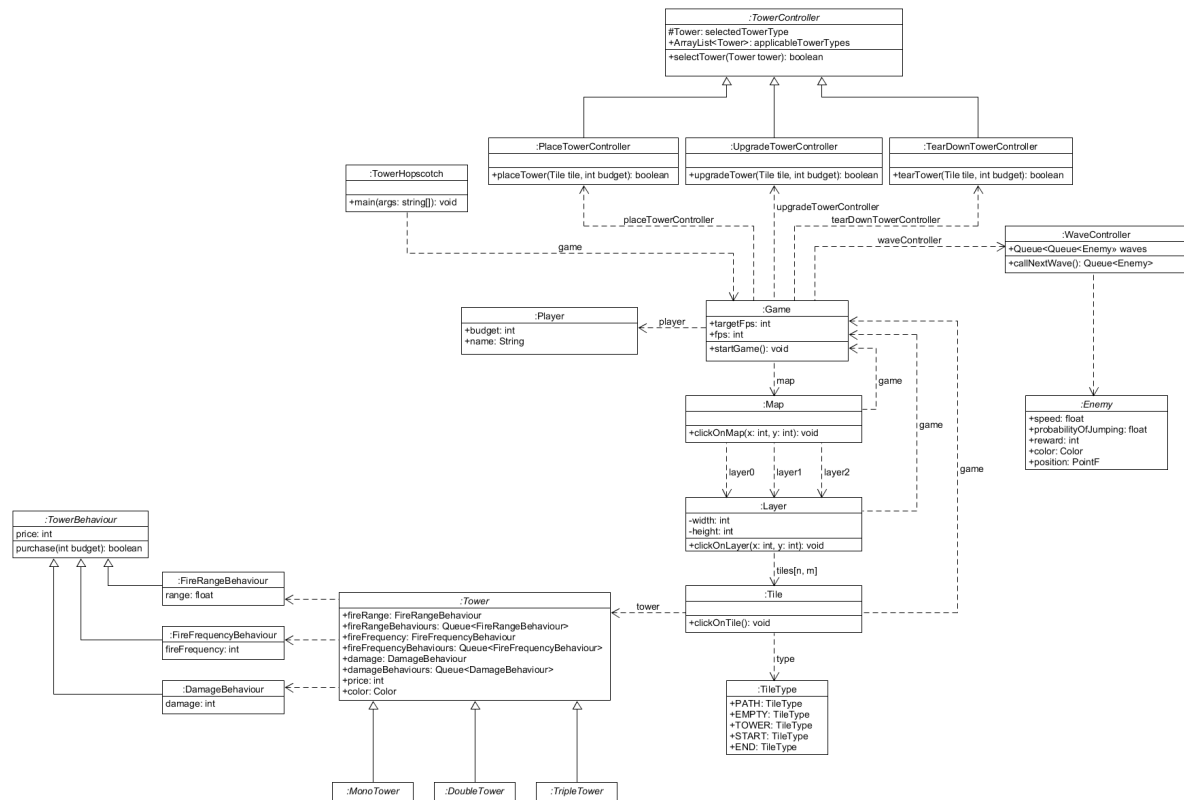 :TowerController
#Tower: selectedTowerType
+ArrayList<Tower>: applicableTowerTypes
+selectTower(Tower tower): boolean
:PlaceTowerController
+placeTower(Tile tile, int budget): boolean
:UpgradeTowerController
+upgradeTower(Tile tile, int budget): boolean
:TearDownTowerController
+tearTower(Tile tile, int budget): boolean
:TowerHopscotch
+main(args: string[]): void
upgradeTowerController
placeTowerController
tearDownTowerController
waveController
game
:WaveController
+Queue<Queue<Enemy>> waves
+callNextWave(): Queue<Enemy>
:Player
+budget: int
+name: String
player
:Game
+targetFps: int
+fps: int
+startGame(): void
map
game
game
game
:Map
+clickOnMap(x: int, y: int): void
:Enemy
+speed: float
+probabilityOfJumping: float
+reward: int
+color: Color
+position: PointF
layer0
layer1
layer2
:Layer
-width: int
-height: int
+clickOnLayer(x: int, y: int): void
tiles[n, m]
:TowerBehaviour
price: int
purchase(int budget): boolean
:FireRangeBehaviour
range: float
:FireFrequencyBehaviour
fireFrequency: int
:DamageBehaviour
damage: int
:Tower
+fireRange: FireRangeBehaviour
+fireRangeBehaviours: Queue<FireRangeBehaviour>
+fireFrequency: FireFrequencyBehaviour
+fireFrequencyBehaviours: Queue<FireFrequencyBehaviour>
+damage: DamageBehaviour
+damageBehaviours: Queue<DamageBehaviour>
+price: int
+color: Color
tower
:Tile
+clickOnTile(): void
type
:TileType
+PATH: TileType
+EMPTY: TileType
+TOWER: TileType
+START: TileType
+END: TileType
:MonoTower
:DoubleTower
:TripleTower